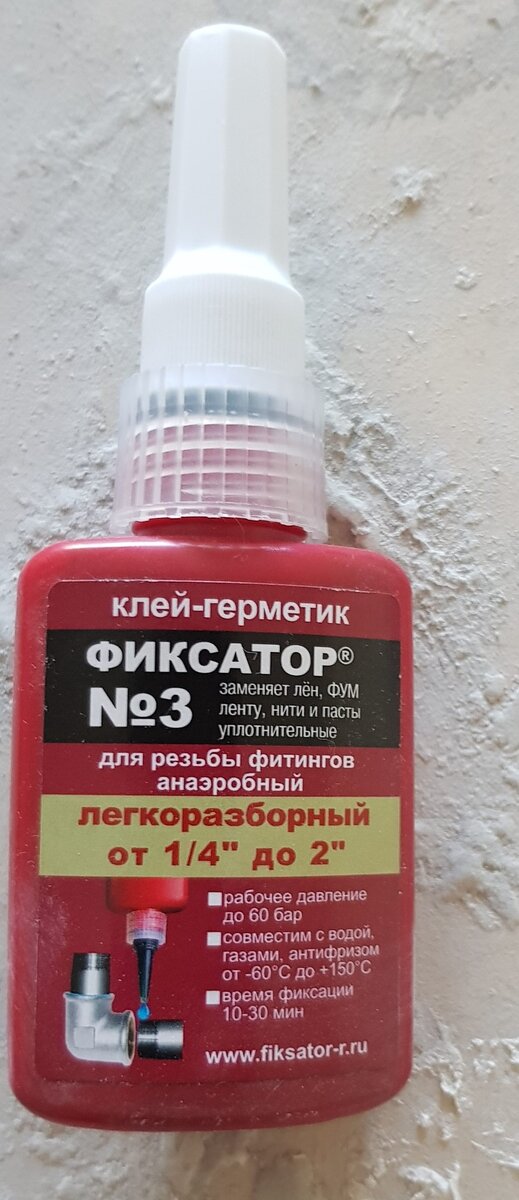 клей-герметик
ФИКСАТОР®
№3
заменяет лён, ФУМ
ленту, нити и пасты
уплотнительные
для резьбы фитингов
анаэробный
легкоразборный
от 1/4" до 2"
рабочее давление
до 60 бар
совместим с водой,
газами, антифризом
от -60°С до +150°С
время фиксации
10-30 мин
www.fiksator-r.ru